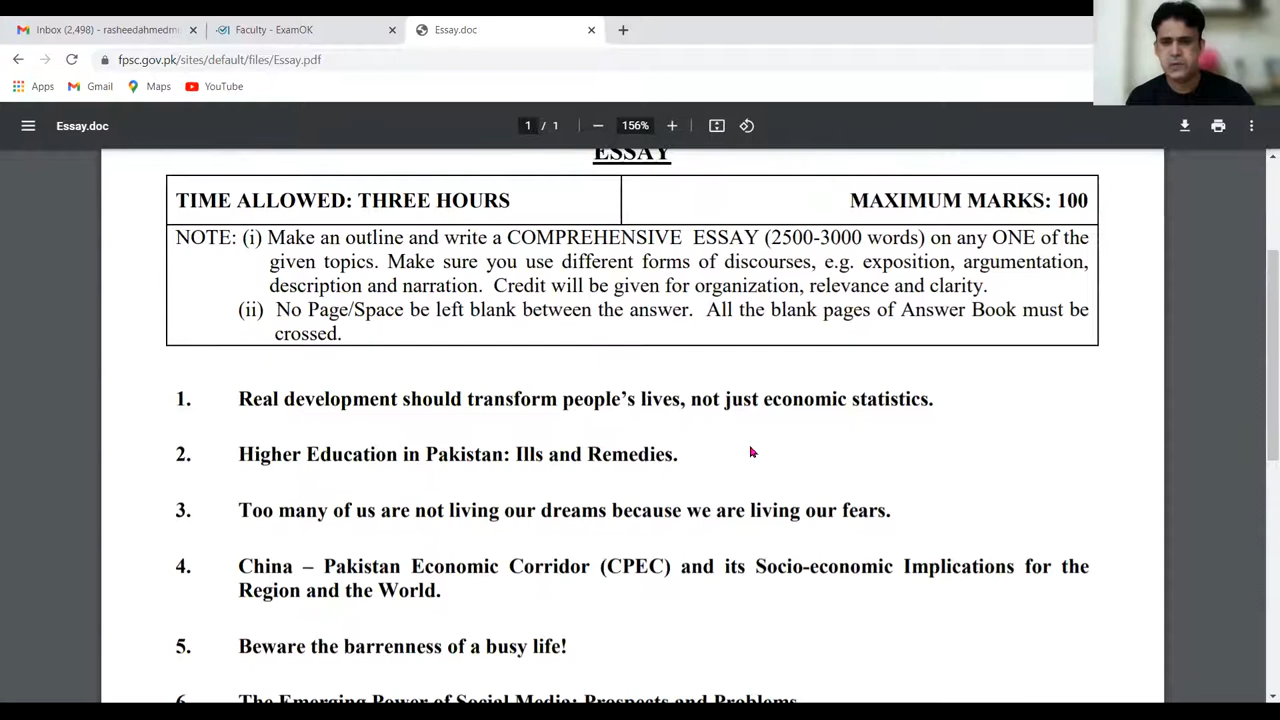 Inbox (2,498) - rasheedahmedm
Faculty - ExamOK
Essay.doc
fpsc.gov.pk/sites/default/files/Essay.pdf
Apps
Gmail
Maps
YouTube
Essay.doc
1 / 1
156%
ESSAY
TIME ALLOWED: THREE HOURS
MAXIMUM MARKS: 100
NOTE: (i) Make an outline and write a COMPREHENSIVE ESSAY (2500-3000 words) on any ONE of the
given topics. Make sure you use different forms of discourses, e.g. exposition, argumentation,
description and narration. Credit will be given for organization, relevance and clarity.
(ii) No Page/Space be left blank between the answer. All the blank pages of Answer Book must be
crossed.
1. Real development should transform people's lives, not just economic statistics.
2. Higher Education in Pakistan: Ills and Remedies.
3. Too many of us are not living our dreams because we are living our fears.
4. China – Pakistan Economic Corridor (CPEC) and its Socio-economic Implications for the
Region and the World.
5. Beware the barrenness of a busy life!
6. The Emerging Power of Social Media: Prospects and Problems